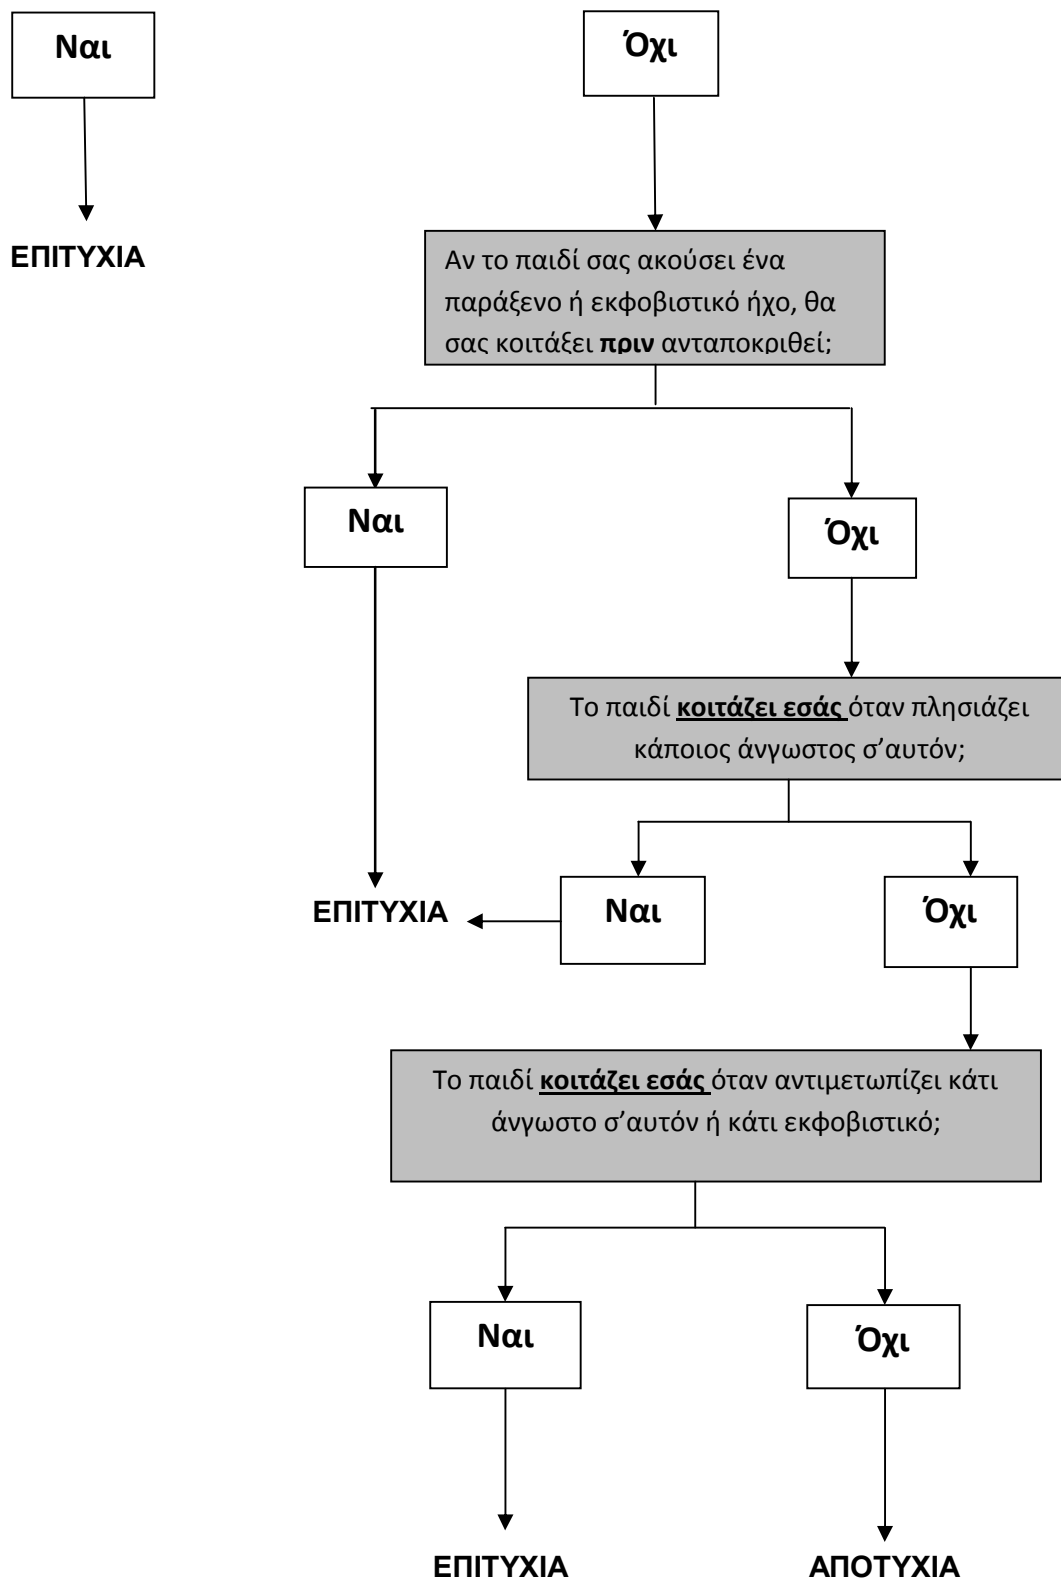 Ναι
Όχι
ΕΠΙΤΥΧΙΑ
Αν το παιδί σας ακούσει ένα
παράξενο ή εκφοβιστικό ήχο, θα
σας κοιτάξει πριν ανταποκριθεί;
Ναι
Όχι
Το παιδί κοιτάζει εσάς όταν πλησιάζει
κάποιος άνγωστος σ’αυτόν;
ΕΠΙΤΥΧΙΑ
Ναι
Όχι
Το παιδί κοιτάζει εσάς όταν αντιμετωπίζει κάτι
άνγωστο σ’αυτόν ή κάτι εκφοβιστικό;
Ναι
Όχι
ΕΠΙΤΥΧΙΑ
ΑΠΟΤΥΧΙΑ